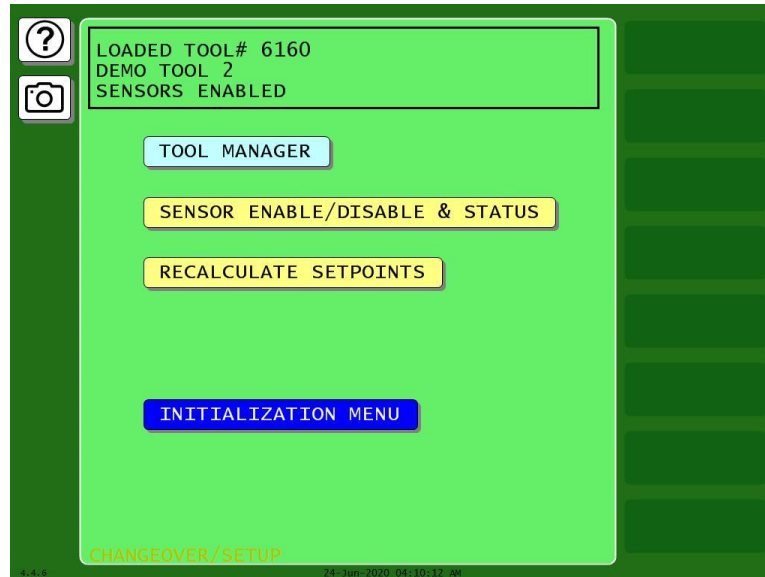 ?
LOADED TOOL# 6160
DEMO TOOL 2
SENSORS ENABLED
TOOL MANAGER
SENSOR ENABLE/DISABLE & STATUS
RECALCULATE SETPOINTS
INITIALIZATION MENU
CHANGEOVER/SETUP
4.4.6
24-Jun-2020 04:10:12 AM